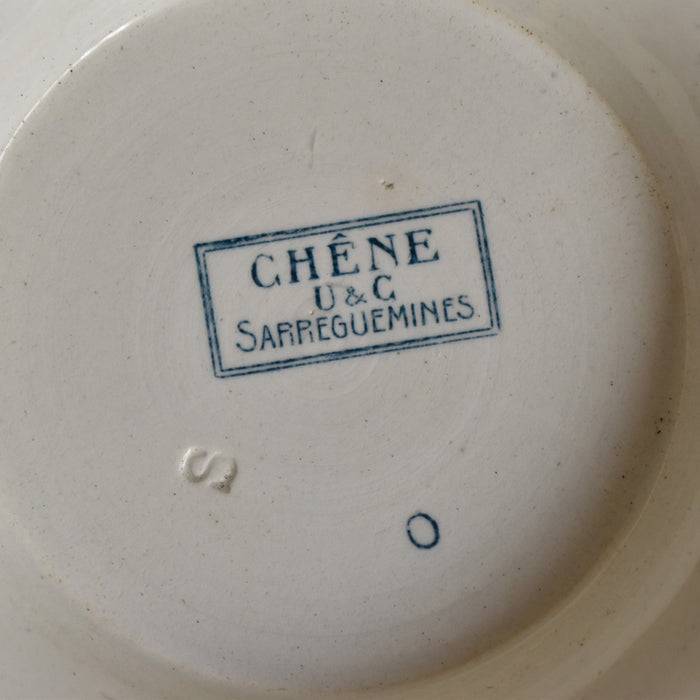 CHÊNE
U & C
SARREGUEMINES
S
O